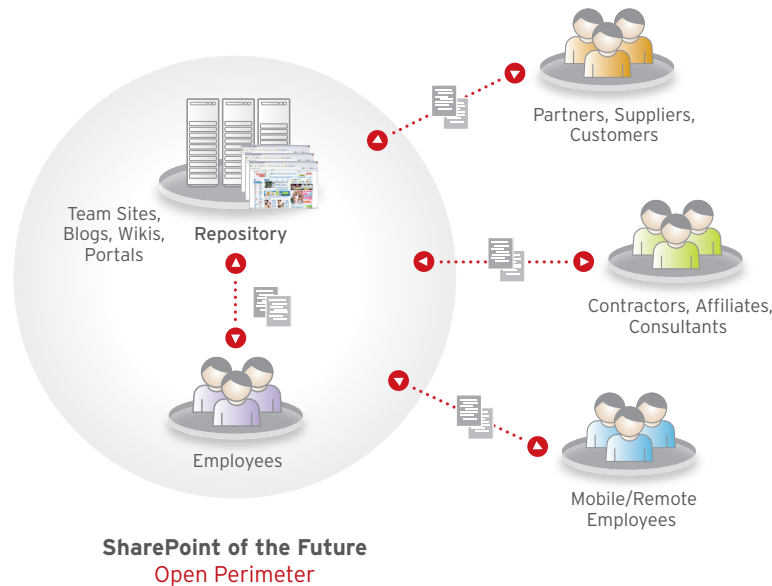 Partners, Suppliers,
Customers
Team Sites,
Blogs, Wikis,
Portals
Repository
Contractors, Affiliates,
Consultants
Employees
Mobile/Remote
Employees
SharePoint of the Future
Open Perimeter